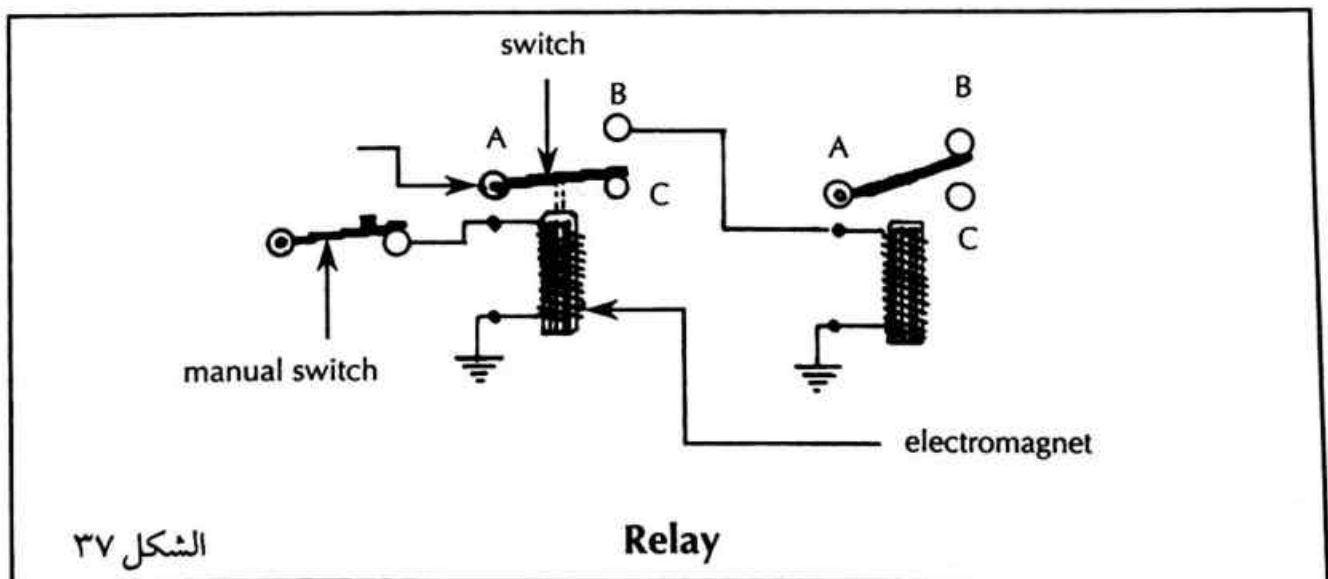 switch
B
A
C
B
A
C
manual switch
electromagnet
الشكل ٣٧
Relay